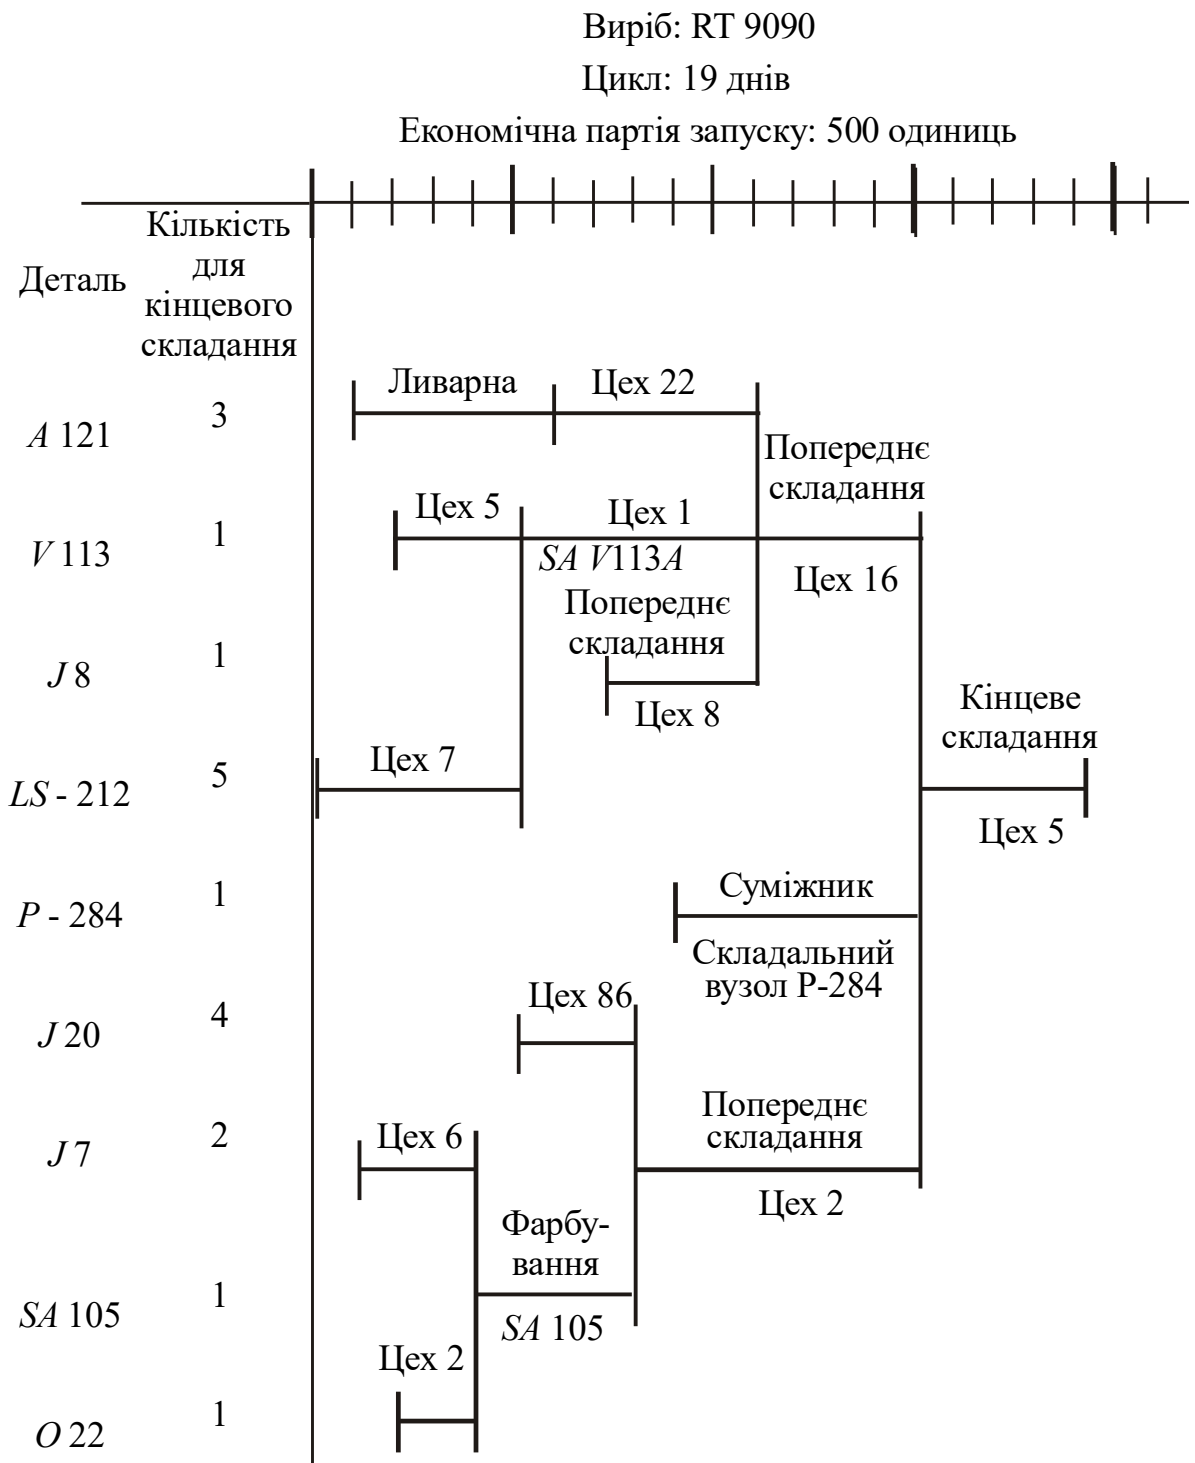 Виріб: RT 9090
Цикл: 19 днів
Економічна партія запуску: 500 одиниць
Деталь
Кількість
для
кінцевого
складання
A 121
3
Ливарна
Цех 22
Попереднє
складання
V 113
1
Цех 5
Цех 1
SA V113A
Цех 16
Попереднє
складання
J 8
1
Цех 8
Кінцеве
складання
LS - 212
5
Цех 7
Цех 5
P - 284
1
Суміжник
Складальний
вузол Р-284
J 20
4
Цех 86
J 7
2
Цех 6
Попереднє
складання
Цех 2
Фарбу-
вання
SA 105
1
SA 105
Цех 2
O 22
1